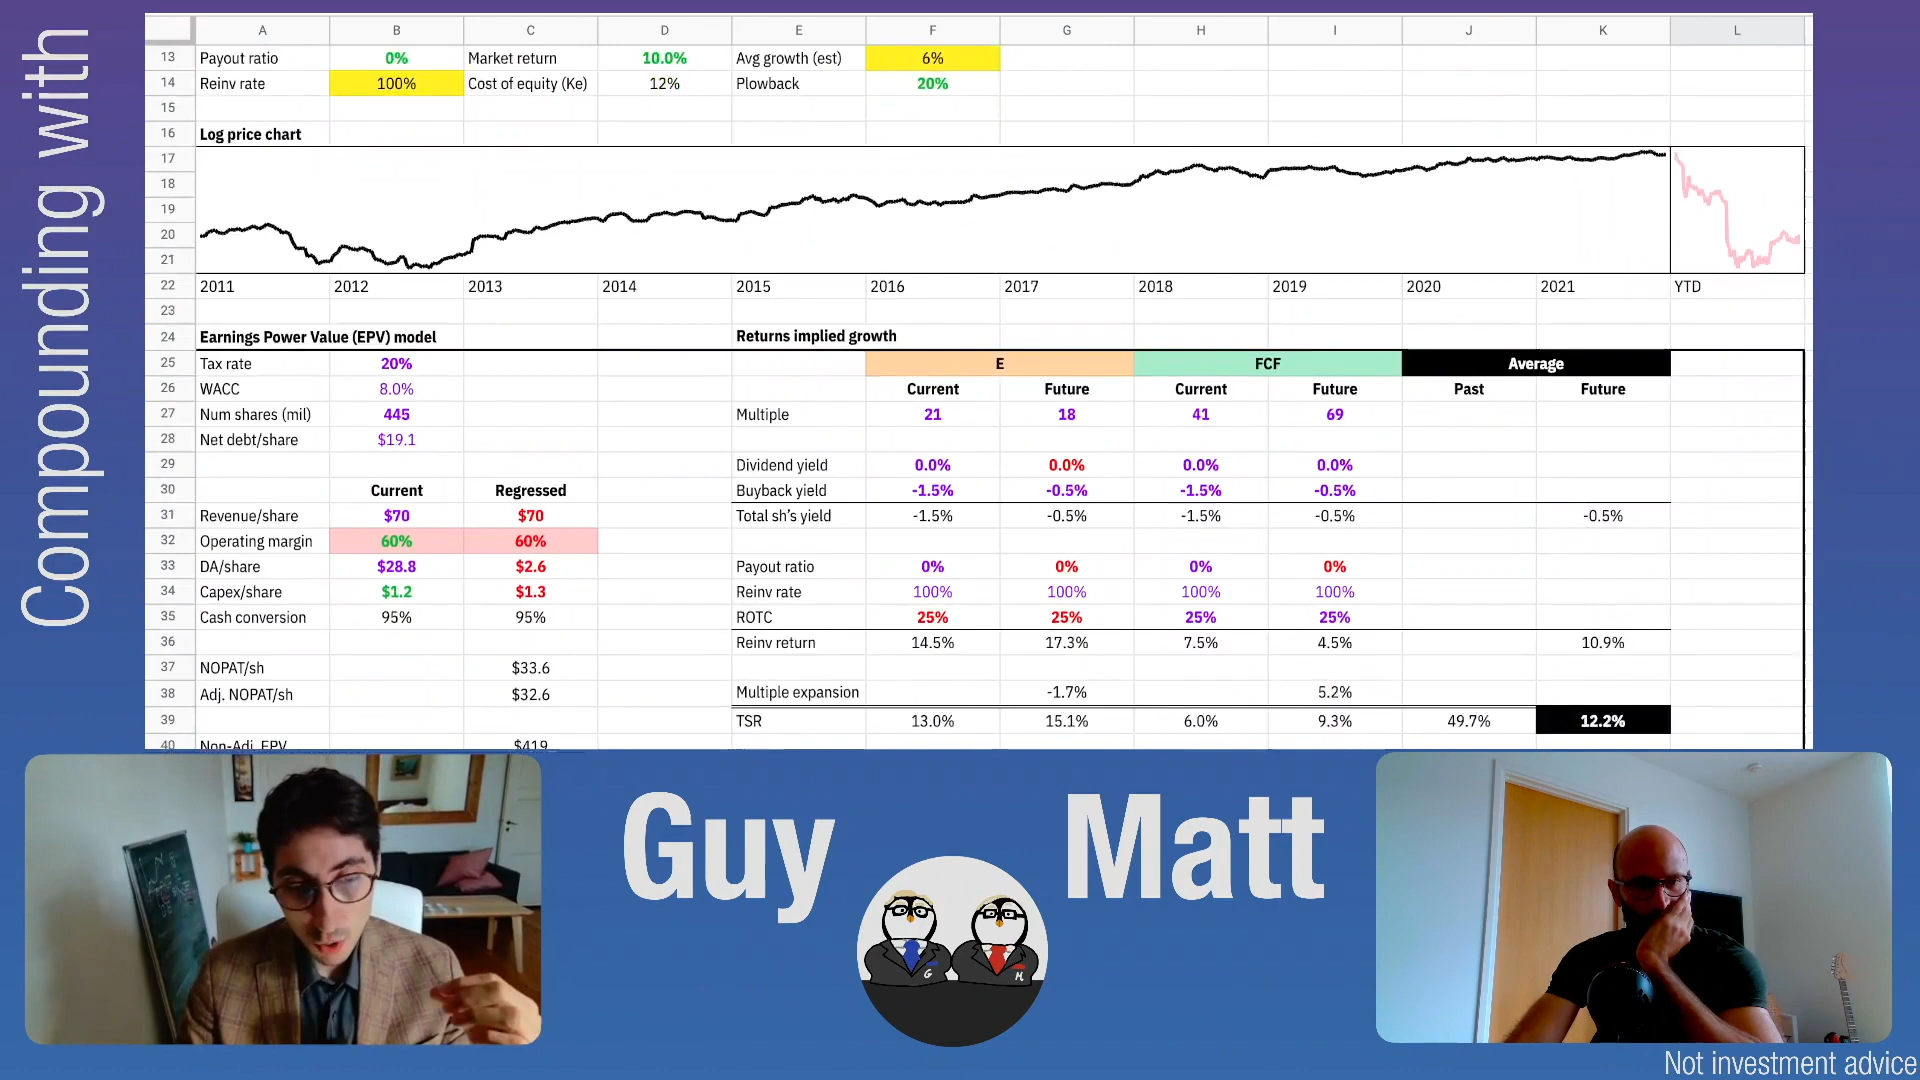 Compounding with
A B C D E F G H I J K L
13 Payout ratio 0% Market return 10.0% Avg growth (est) 6%
14 Reinv rate 100% Cost of equity (Ke) 12% Plowback 20%
15
16 Log price chart
17
18
19
20
21
22 2011 2012 2013 2014 2015 2016 2017 2018 2019 2020 2021 YTD
23
24 Earnings Power Value (EPV) model Returns implied growth
25 Tax rate 20% E FCF Average
26 WACC 8.0% Current Future Current Future Past Future
27 Num shares (mil) 445 Multiple 21 18 41 69
28 Net debt/share $19.1
29 Dividend yield 0.0% 0.0% 0.0% 0.0%
30 Current Regressed Buyback yield -1.5% -0.5% -1.5% -0.5%
31 Revenue/share $70 $70 Total sh's yield -1.5% -0.5% -1.5% -0.5% -0.5%
32 Operating margin 60% 60%
33 DA/share $28.8 $2.6 Payout ratio 0% 0% 0% 0%
34 Capex/share $1.2 $1.3 Reinv rate 100% 100% 100% 100%
35 Cash conversion 95% 95% ROTC 25% 25% 25% 25%
36 Reinv return 14.5% 17.3% 7.5% 4.5% 10.9%
37 NOPAT/sh $33.6
38 Adj. NOPAT/sh $32.6 Multiple expansion -1.7% 5.2%
39 TSR 13.0% 15.1% 6.0% 9.3% 49.7% 12.2%
40 Non-Adj. EPV $419
Guy Matt
G M
Not investment advice